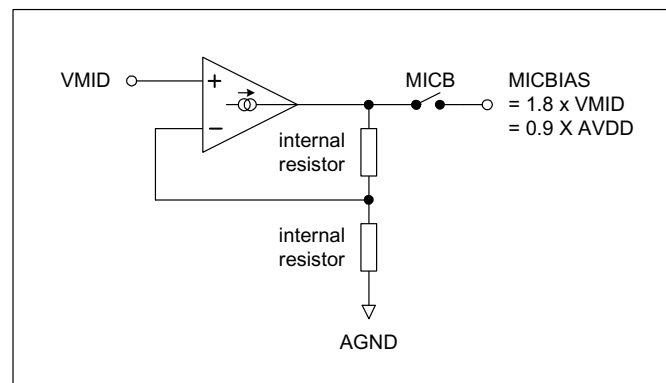 VMID
+
−
MICB
MICBIAS
= 1.8 x VMID
= 0.9 X AVDD
internal
resistor
internal
resistor
AGND